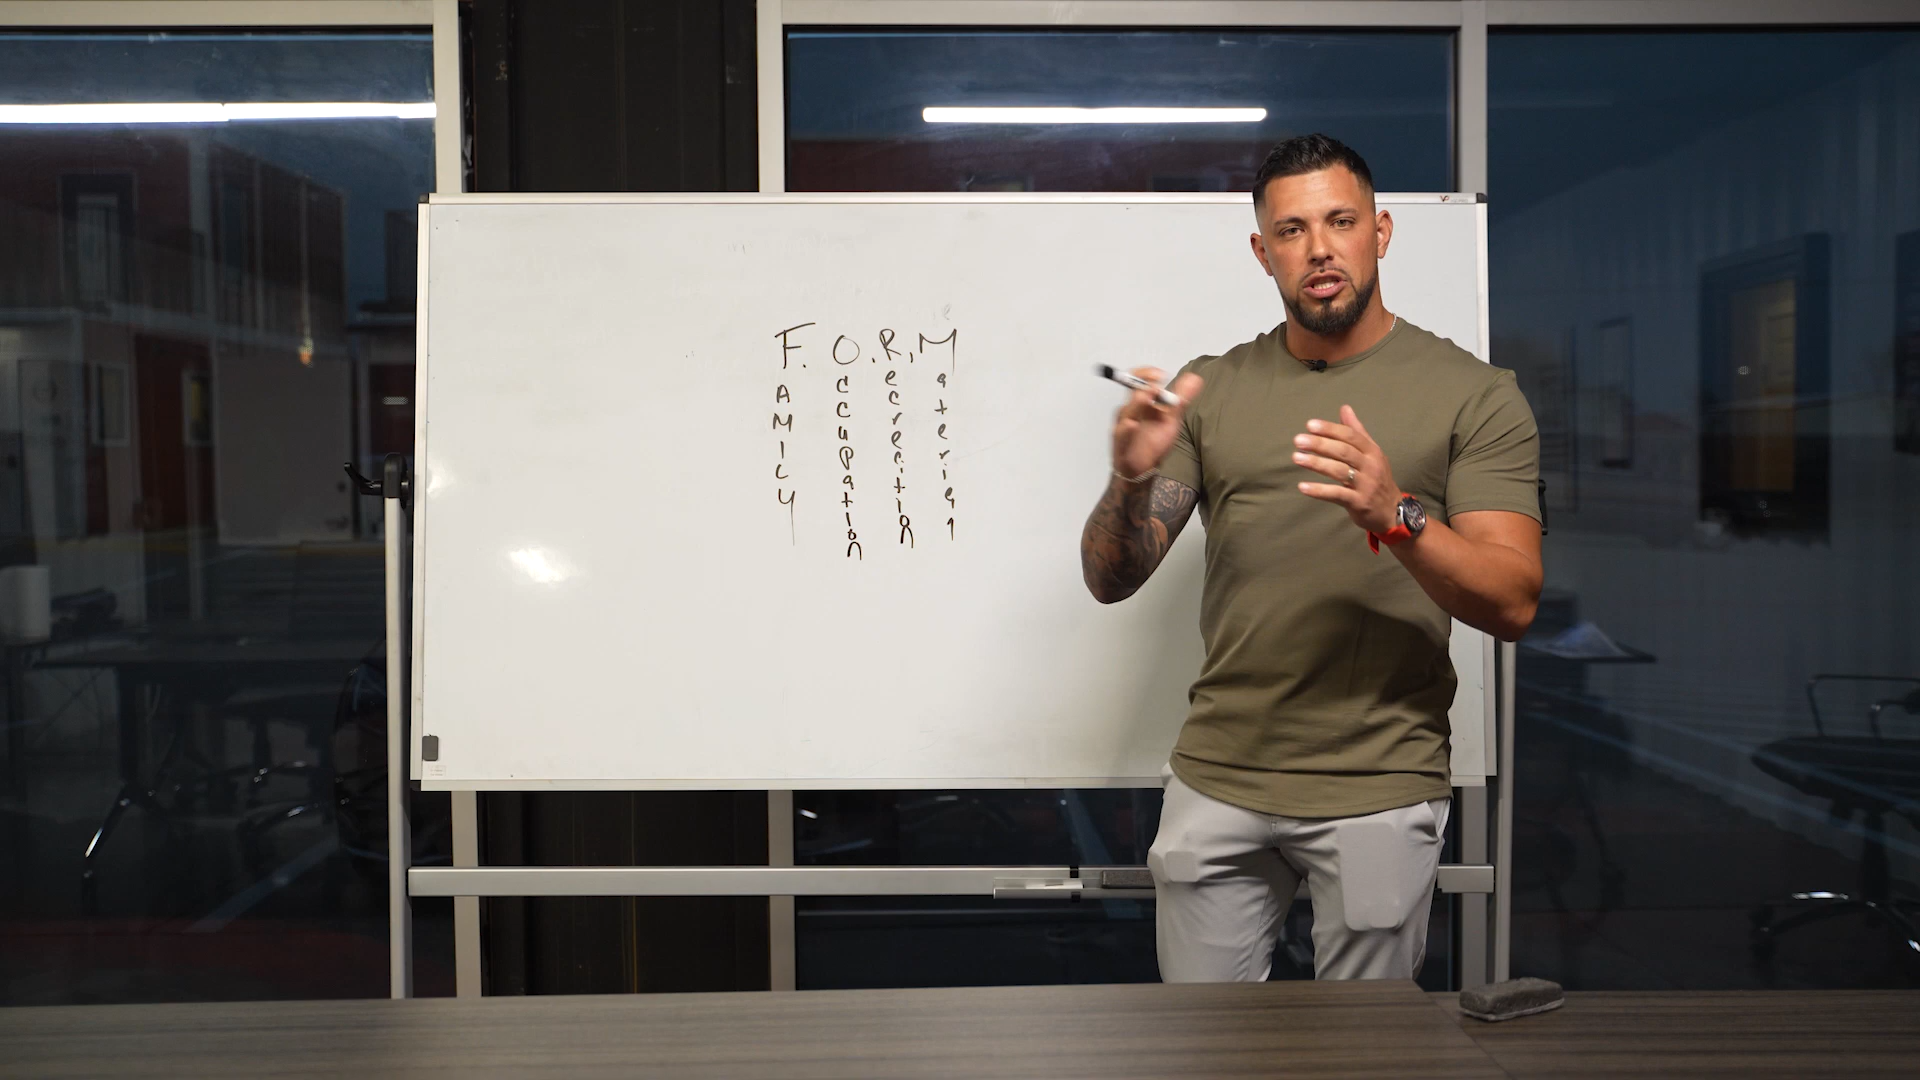 F. O. R, M
AMILY
ccupation
ecreation
aterial